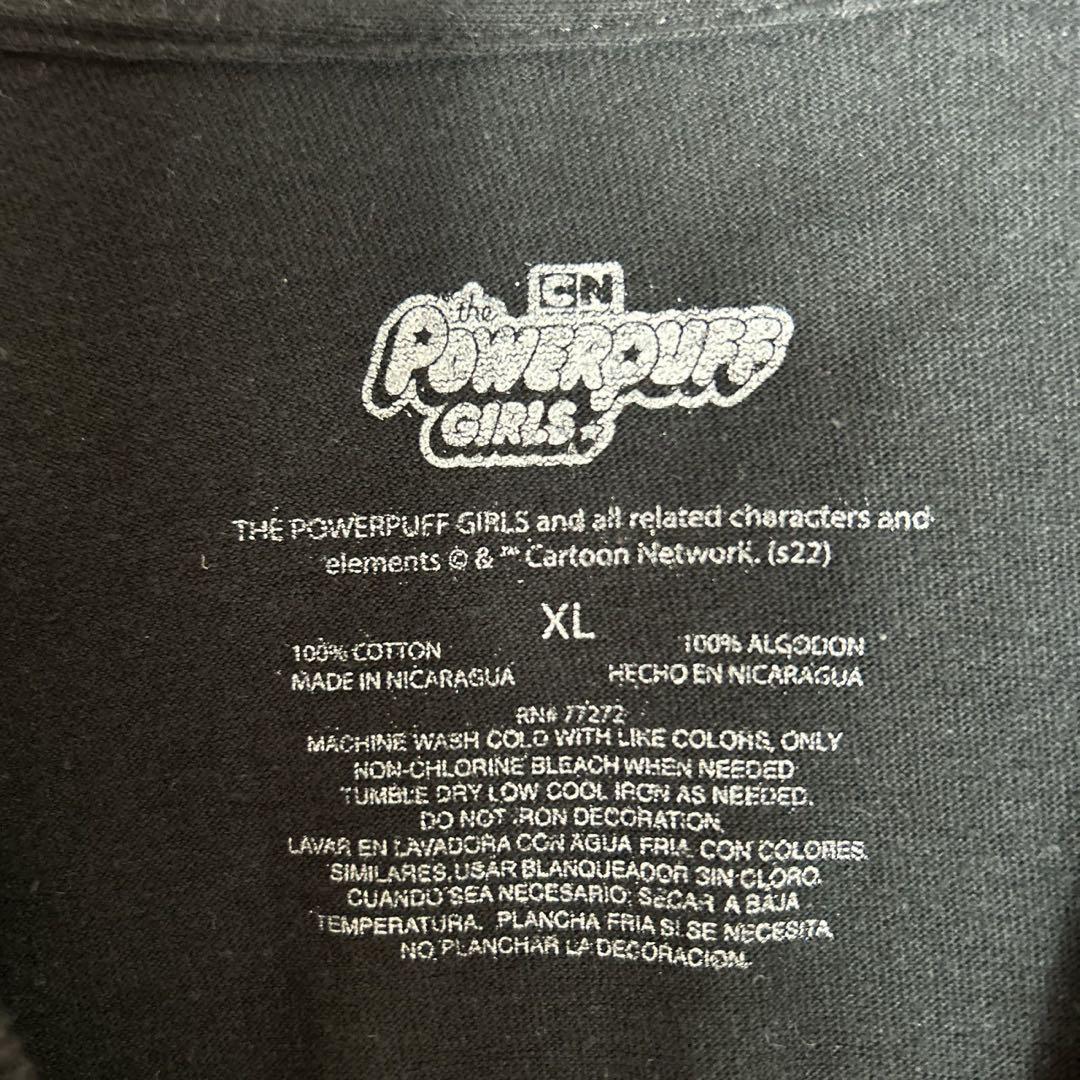 CN
the
POWERPUFF
GIRLS
THE POWERPUFF GIRLS and all related characters and
elements © & ™ Cartoon Network. (s22)
XL
100% COTTON 100% ALGODON
MADE IN NICARAGUA HECHO EN NICARAGUA
RN# 77272
MACHINE WASH COLD WITH LIKE COLORS, ONLY
NON-CHLORINE BLEACH WHEN NEEDED
TUMBLE DRY LOW COOL IRON AS NEEDED.
DO NOT IRON DECORATION.
LAVAR EN LAVADORA CON AGUA FRIA. CON COLORES.
SIMILARES, USAR BLANQUEADOR SIN CLORO.
CUANDO SEA NECESARIO; SECAR A BAJA
TEMPERATURA. PLANCHA FRIA SI SE NECESITA,
NO PLANCHAR LA DECORACION.